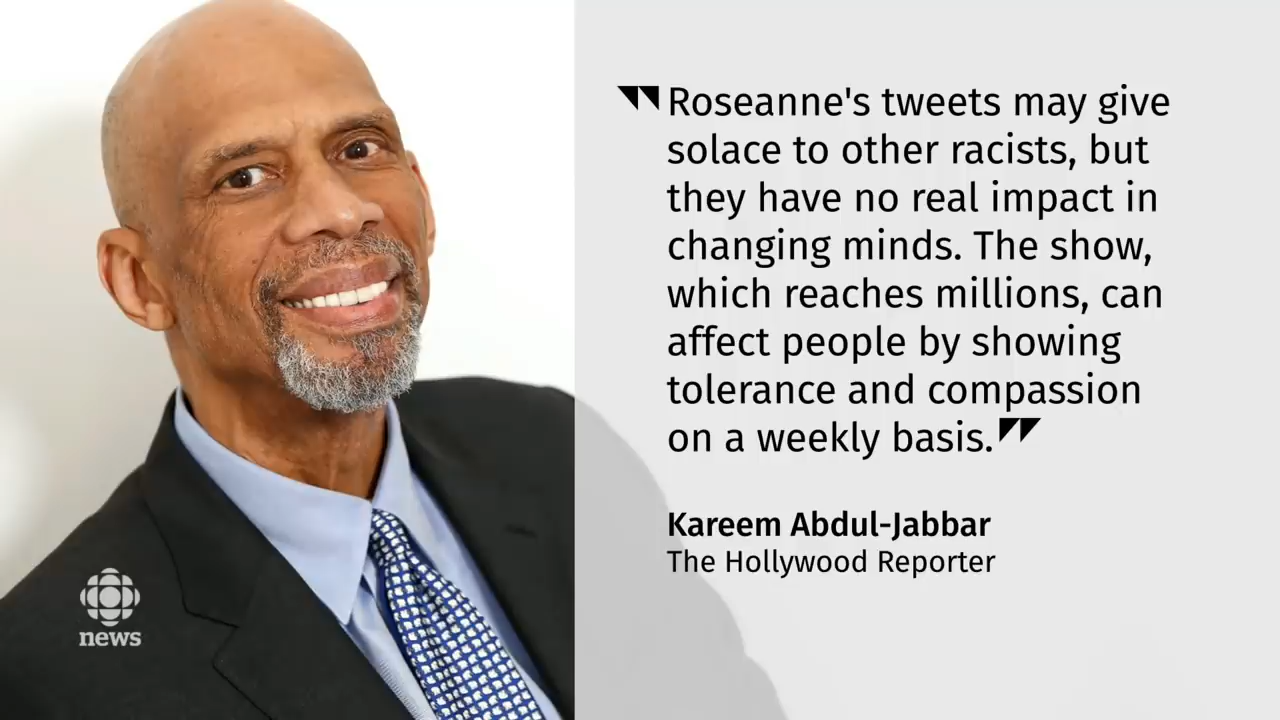 Roseanne's tweets may give
solace to other racists, but
they have no real impact in
changing minds. The show,
which reaches millions, can
affect people by showing
tolerance and compassion
on a weekly basis.
Kareem Abdul-Jabbar
The Hollywood Reporter
news